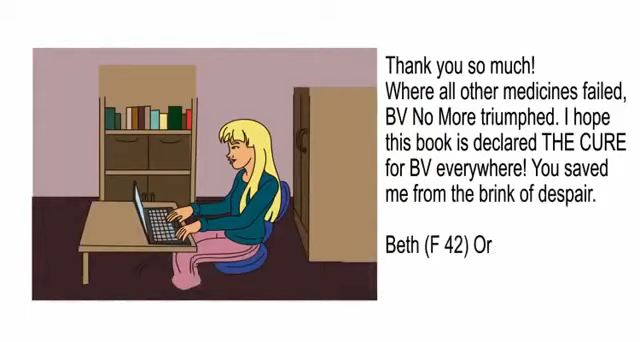 Thank you so much!
Where all other medicines failed,
BV No More triumphed. I hope
this book is declared THE CURE
for BV everywhere! You saved
me from the brink of despair.
Beth (F 42) Or